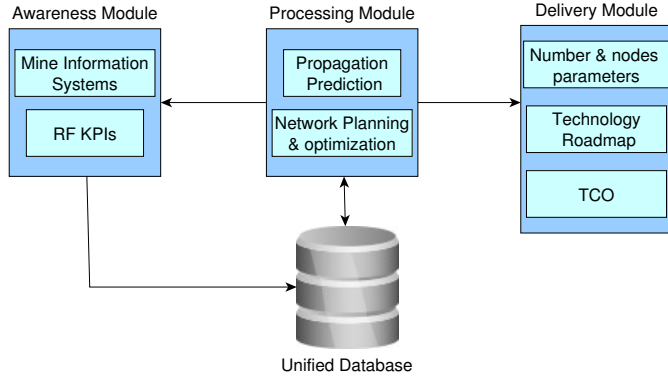 Awareness Module
Processing Module
Delivery Module
Mine Information
Systems
RF KPIs
Propagation
Prediction
Network Planning
& optimization
Number & nodes
parameters
Technology
Roadmap
TCO
Unified Database